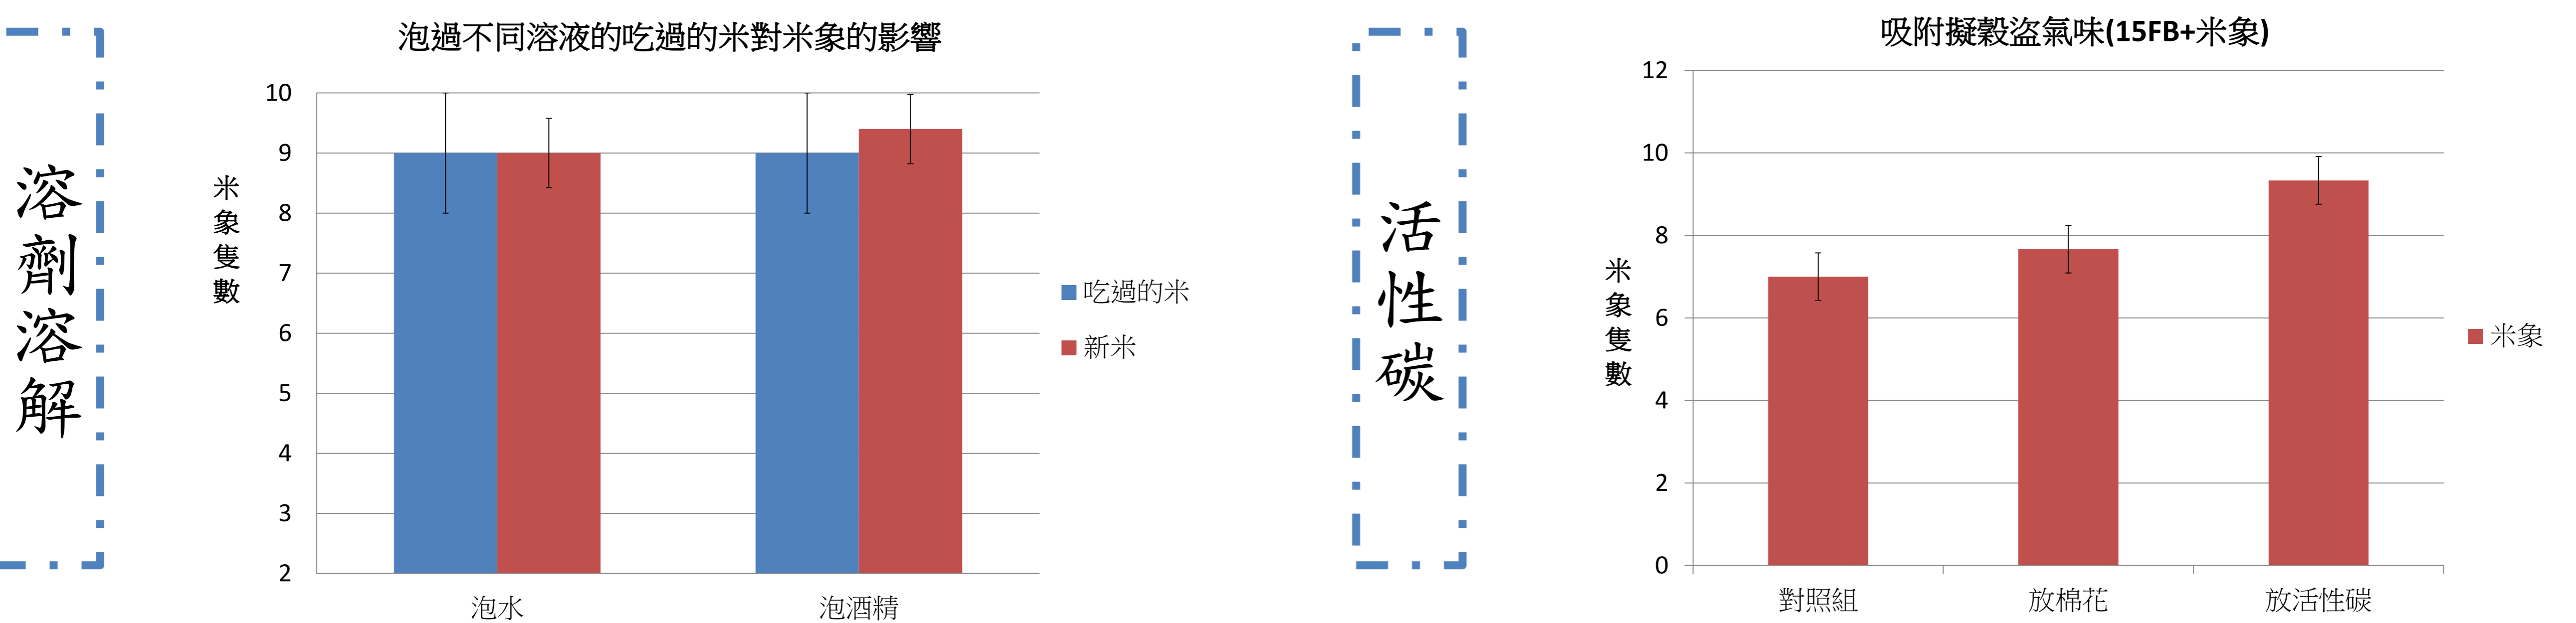 溶劑溶解
泡過不同溶液的吃過的米對米象的影響
米象隻數
10
9
8
7
6
5
4
3
2
泡水
泡酒精
吃過的米
新米
活性碳
吸附擬穀盜氣味(15FB+米象)
米象隻數
12
10
8
6
4
2
0
對照組
放棉花
放活性碳
米象